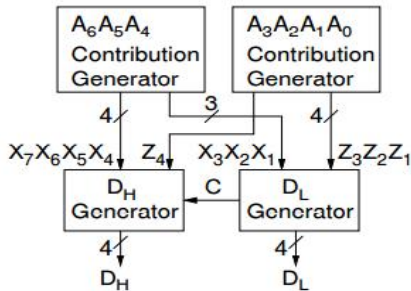 A6A5A4
Contribution
Generator
A3A2A1A0
Contribution
Generator
4
3
4
X7X6X5X4
Z4
X3X2X1
Z3Z2Z1
DH
Generator
C
DL
Generator
4
4
DH
DL